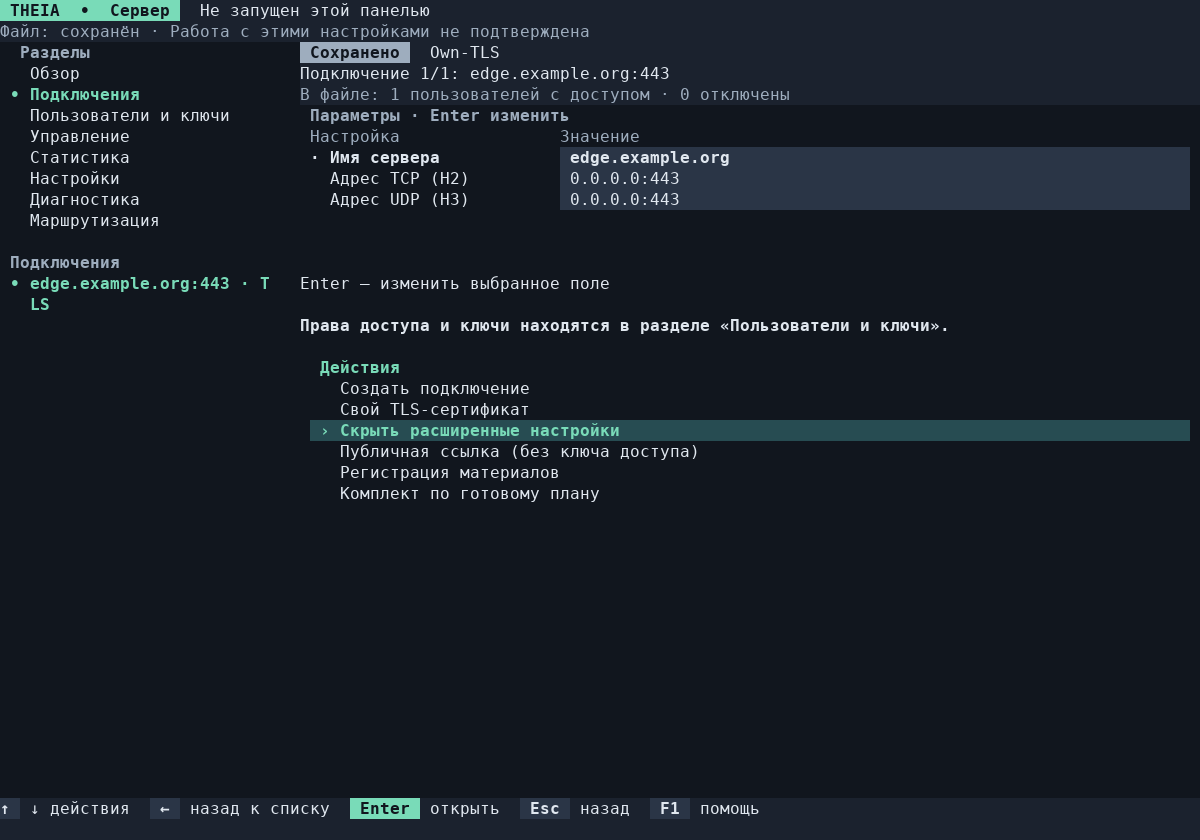 THEIA • Сервер Не запущен этой панелью
Файл: сохранён · Работа с этими настройками не подтверждена
Разделы
Обзор
• Подключения
Пользователи и ключи
Управление
Статистика
Настройки
Диагностика
Маршрутизация
Подключения
• edge.example.org:443 · T
LS
Сохранено Own-TLS
Подключение 1/1: edge.example.org:443
В файле: 1 пользователей с доступом · 0 отключены
Параметры · Enter изменить
Настройка Значение
· Имя сервера edge.example.org
Адрес TCP (H2) 0.0.0.0:443
Адрес UDP (H3) 0.0.0.0:443
Enter — изменить выбранное поле
Права доступа и ключи находятся в разделе «Пользователи и ключи».
Действия
Создать подключение
Свой TLS-сертификат
› Скрыть расширенные настройки
Публичная ссылка (без ключа доступа)
Регистрация материалов
Комплект по готовому плану
↑ ↓ действия ← назад к списку Enter открыть Esc назад F1 помощь